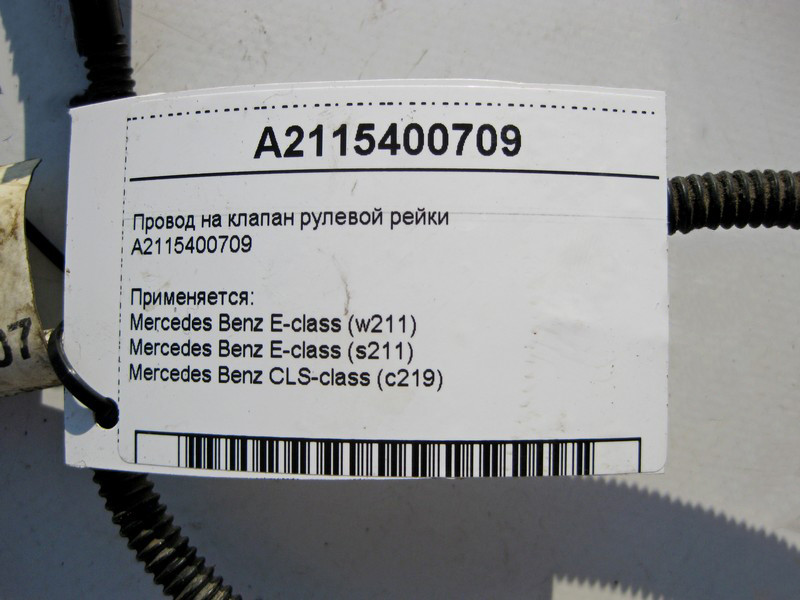 A2115400709
Провод на клапан рулевой рейки
A2115400709
Применяется:
Mercedes Benz E-class (w211)
Mercedes Benz E-class (s211)
Mercedes Benz CLS-class (c219)
07